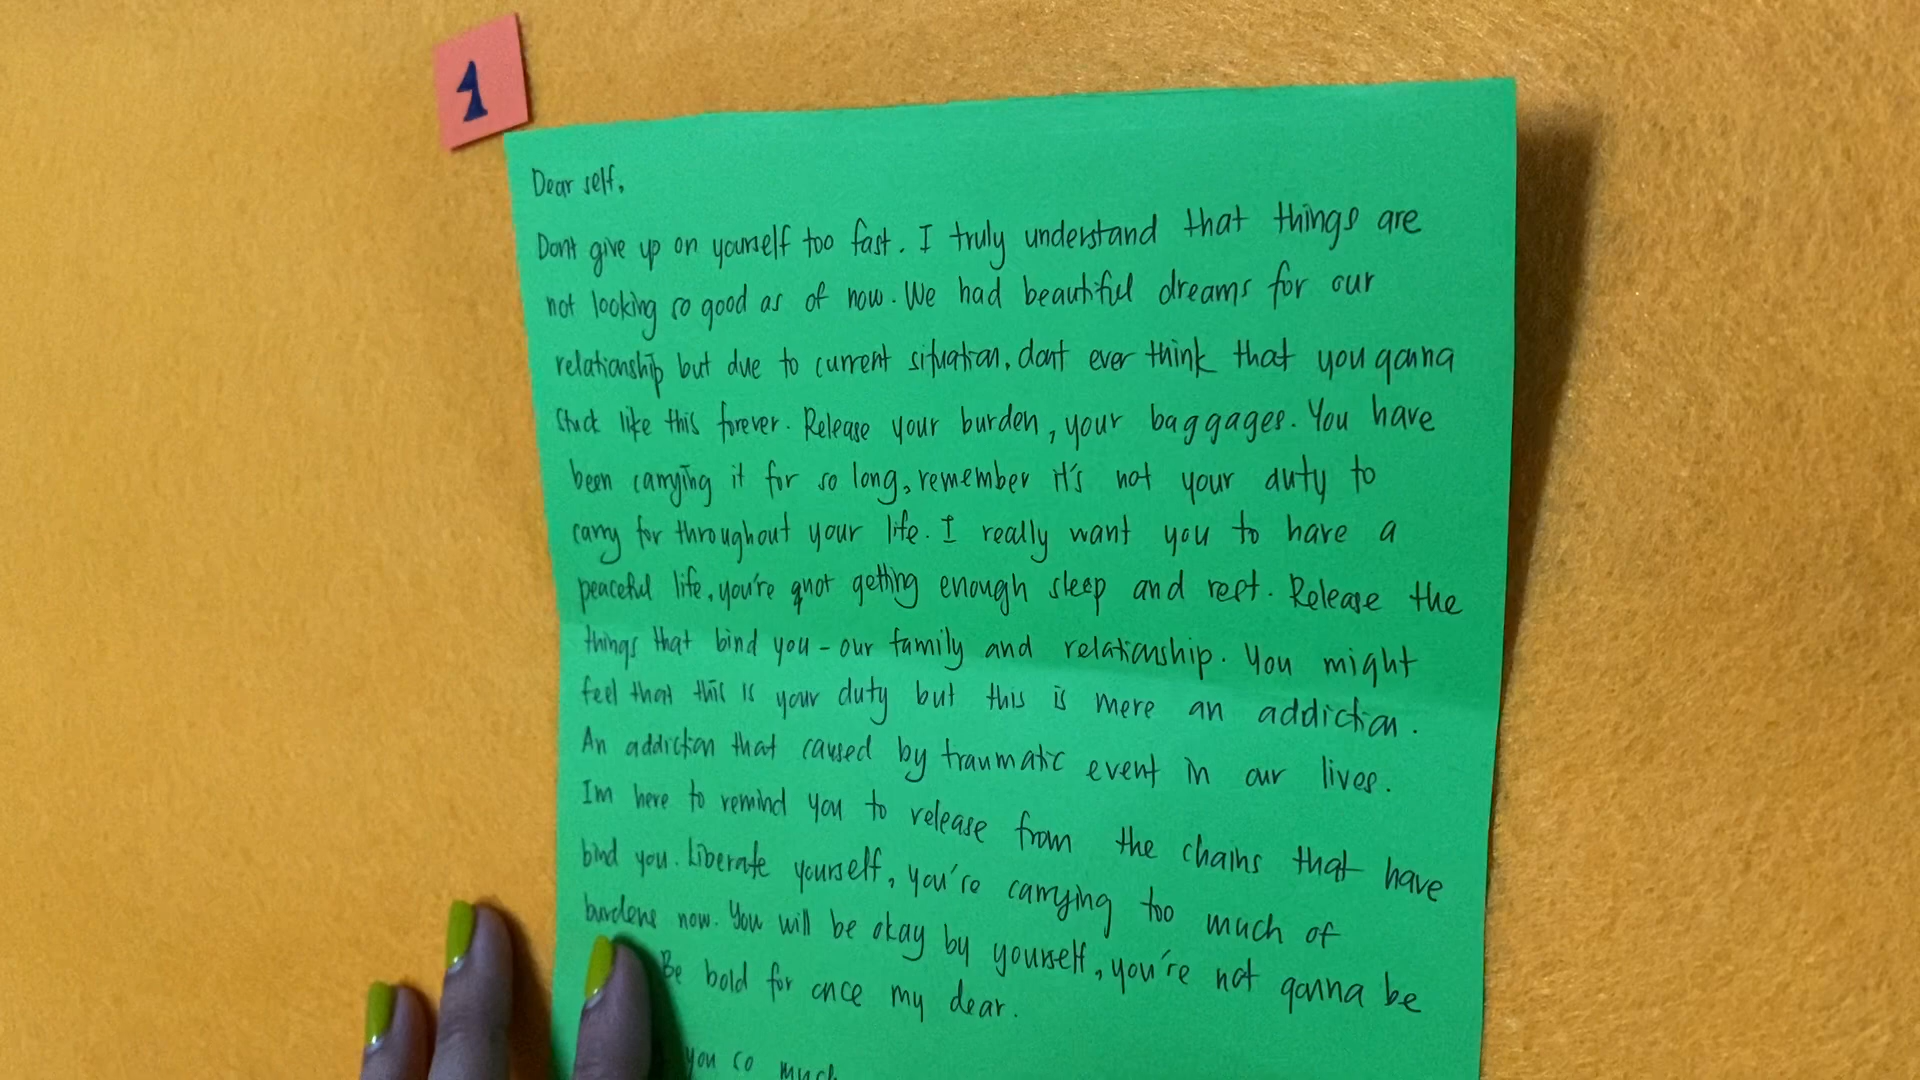 1
Dear self,
Dont give up on yourself too fast. I truly understand that things are
not looking so good as of now. We had beautiful dreams for our
relationship but due to current situation, dont ever think that you gonna
stuck like this forever. Release your burden, your baggages. You have
been carrying it for so long, remember it's not your duty to
carry for throughout your life. I really want you to have a
peaceful life, you're not getting enough sleep and rest. Release the
things that bind you - our family and relationship. You might
feel that this is your duty but this is mere an addiction.
An addiction that caused by traumatic event in our lives.
Im here to remind you to release from the chains that have
bind you. Liberate yourself, you're carrying too much of
burdens now. You will be okay by yourself, you're not gonna be
Be bold for once my dear.
you so much